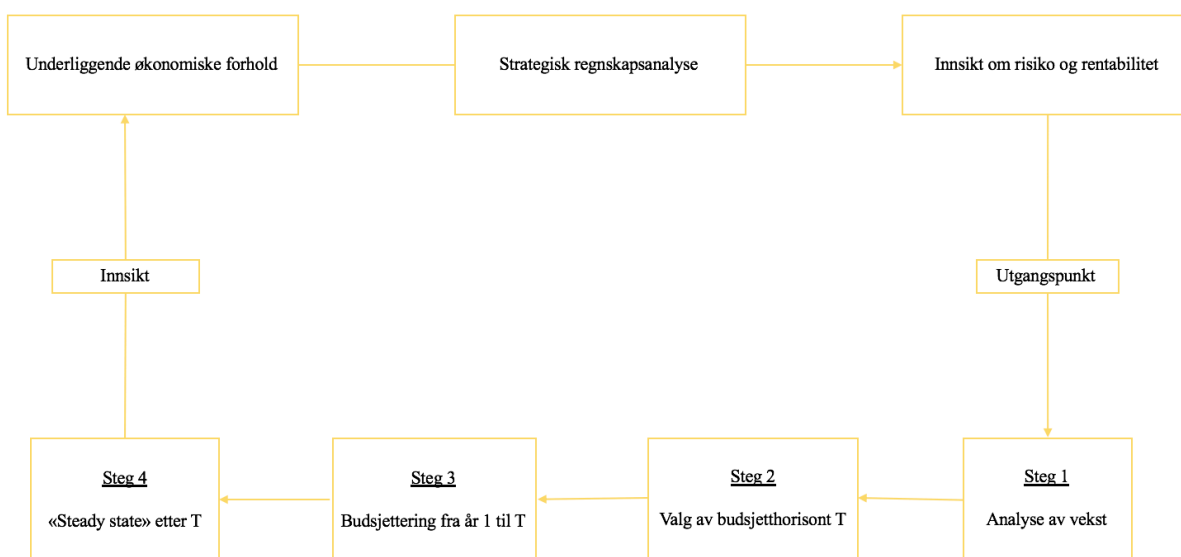 Underliggende økonomiske forhold
Strategisk regnskapsanalyse
Innsikt om risiko og rentabilitet
Innsikt
Utgangspunkt
Steg 4
«Steady state» etter T
Steg 3
Budsjettering fra år 1 til T
Steg 2
Valg av budsjetthorisont T
Steg 1
Analyse av vekst